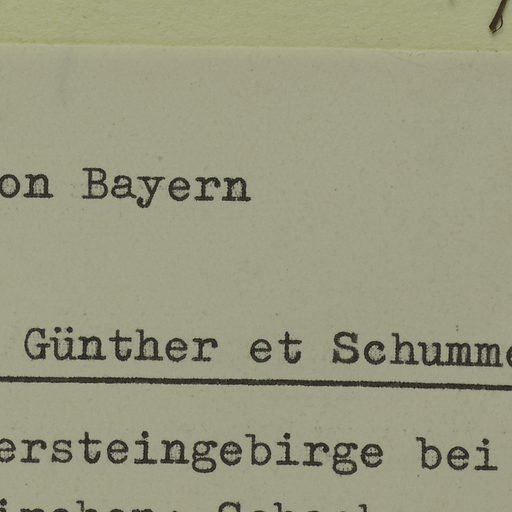 on Bayern
Günther et Schumme
ersteingebirge bei